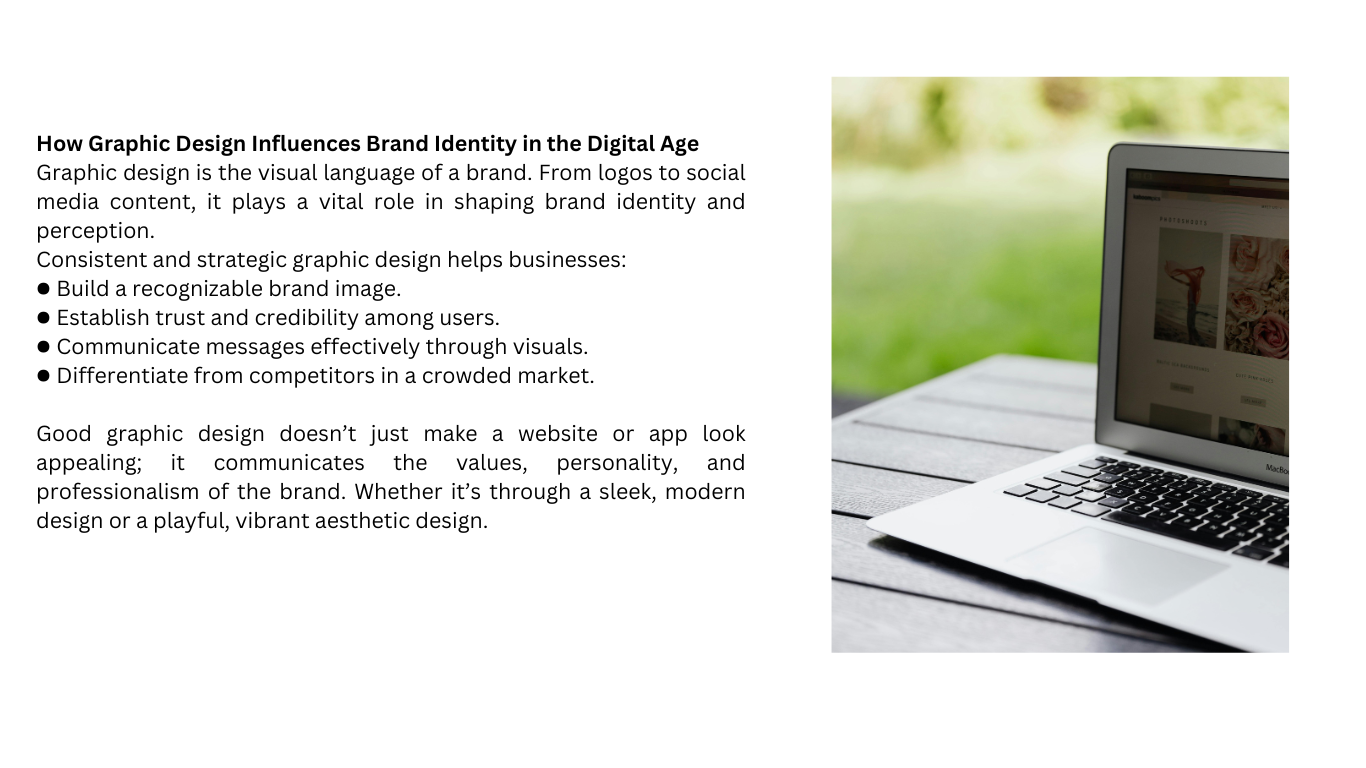 How Graphic Design Influences Brand Identity in the Digital Age
Graphic design is the visual language of a brand. From logos to social
media content, it plays a vital role in shaping brand identity and
perception.
Consistent and strategic graphic design helps businesses:
● Build a recognizable brand image.
● Establish trust and credibility among users.
● Communicate messages effectively through visuals.
● Differentiate from competitors in a crowded market.
Good graphic design doesn’t just make a website or app look
appealing; it communicates the values, personality, and
professionalism of the brand. Whether it’s through a sleek, modern
design or a playful, vibrant aesthetic design.
PHOTOSHOOTS